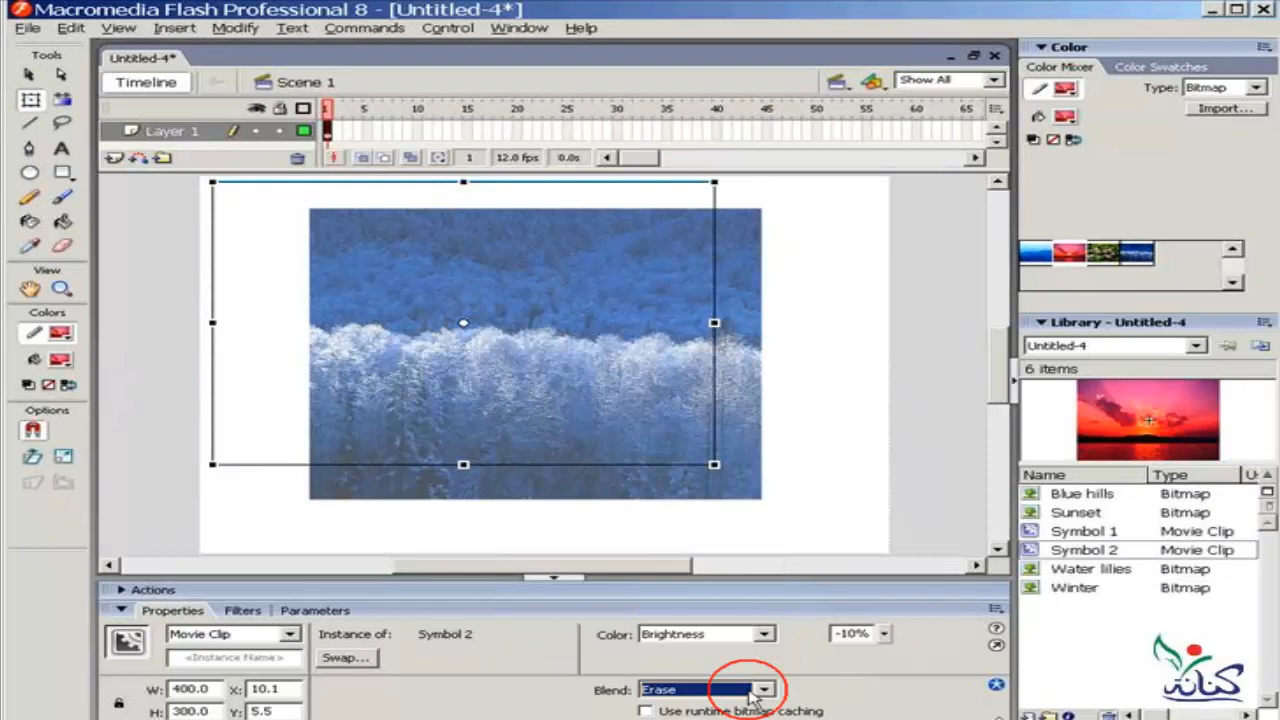 Macromedia Flash Professional 8 - [Untitled-4*]
File Edit View Insert Modify Text Commands Control Window Help
Tools
View
Colors
Options
Untitled-4*
Timeline Scene 1 Show All
5 10 15 20 25 30 35 40 45 50 55 60 65
Layer 1
1 12.0 fps 0.0s
Color
Color Mixer Color Swatches
Type: Bitmap
Import...
Library - Untitled-4
Untitled-4
6 items
Name Type U
Blue hills Bitmap
Sunset Bitmap
Symbol 1 Movie Clip
Symbol 2 Movie Clip
Water lillies Bitmap
Winter Bitmap
Actions
Properties Filters Parameters
Movie Clip Instance of: Symbol 2 Color: Brightness -10%
<Instance Name> Swap...
W: 400.0 X: 10.1 Blend: Erase
H: 300.0 Y: 5.5 Use runtime bitmap caching
كنانة